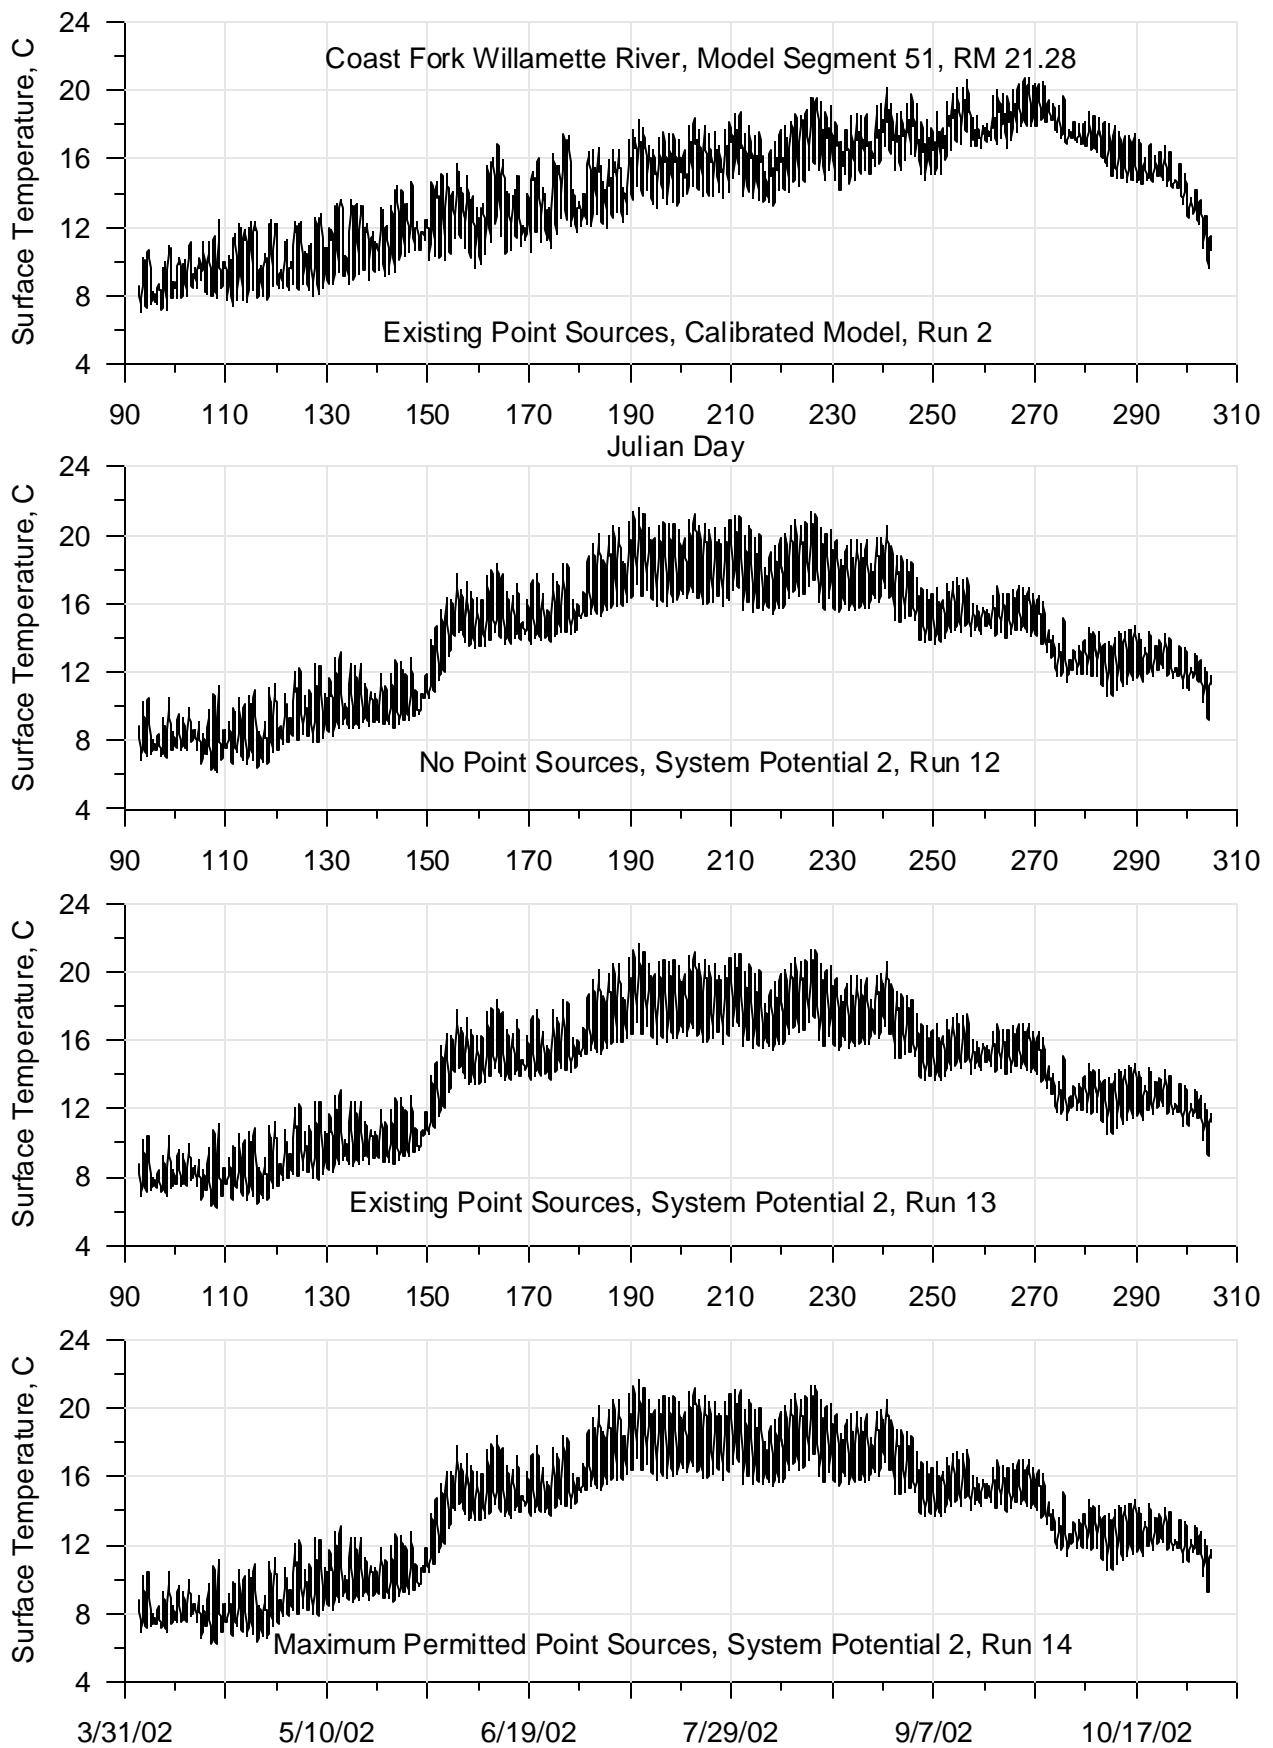 24
Coast Fork Willamette River, Model Segment 51, RM 21.28
20
16
12
8
4
Surface Temperature, C
Existing Point Sources, Calibrated Model, Run 2
90 110 130 150 170 190 210 230 250 270 290 310
Julian Day
24
20
16
12
8
4
Surface Temperature, C
No Point Sources, System Potential 2, Run 12
90 110 130 150 170 190 210 230 250 270 290 310
24
20
16
12
8
4
Surface Temperature, C
Existing Point Sources, System Potential 2, Run 13
90 110 130 150 170 190 210 230 250 270 290 310
24
20
16
12
8
4
Surface Temperature, C
Maximum Permitted Point Sources, System Potential 2, Run 14
3/31/02 5/10/02 6/19/02 7/29/02 9/7/02 10/17/02